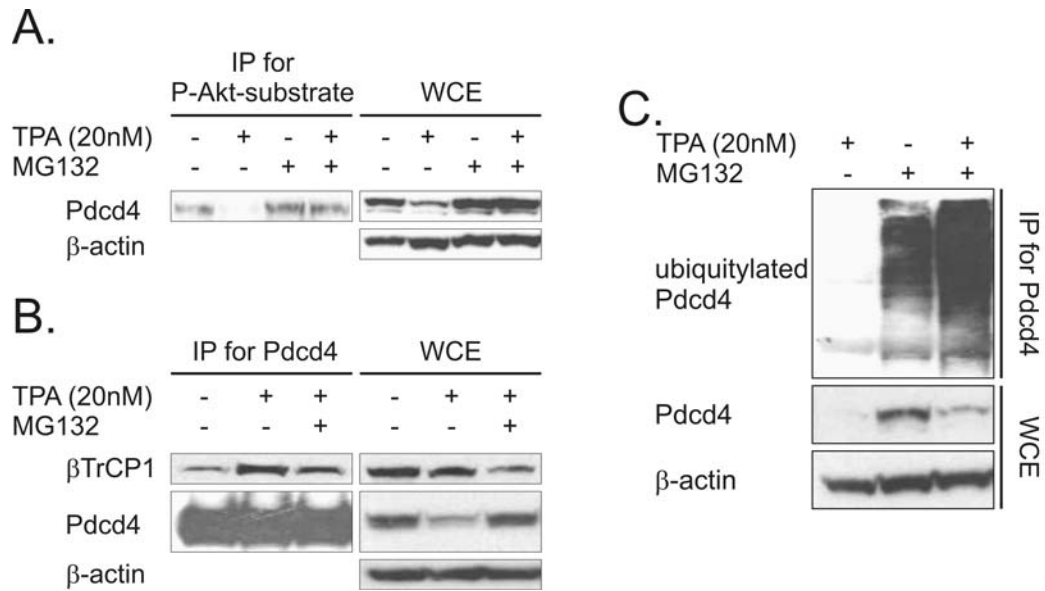 A.
IP for
P-Akt-substrate WCE
TPA (20nM) - + - + - + - +
MG132 - - + + - - + +
Pdcd4
β-actin
B.
IP for Pdcd4 WCE
TPA (20nM) - + + - + +
MG132 - - + - - +
βTrCP1
Pdcd4
β-actin
C.
TPA (20nM) + - +
MG132 - + +
ubiquitylated
Pdcd4
IP for Pdcd4
Pdcd4
β-actin
WCE